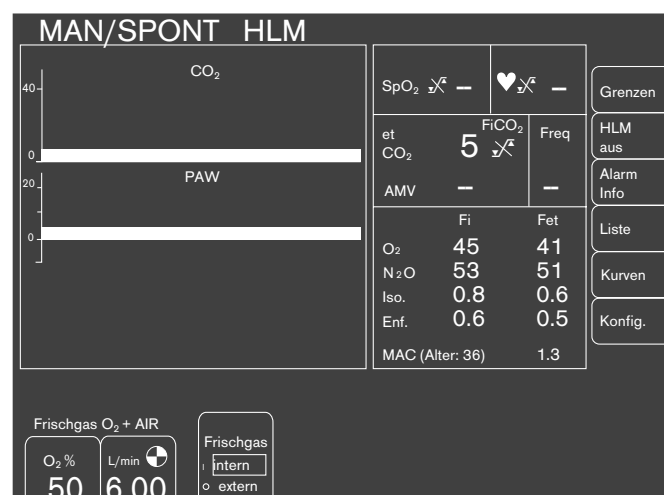 MAN/SPONT HLM
CO₂
40
0
PAW
20
0
SpO₂ --
--
et CO₂ 5 FiCO₂
Freq
AMV -- --
Fi Fet
O₂ 45 41
N₂O 53 51
Iso. 0.8 0.6
Enf. 0.6 0.5
MAC (Alter: 36) 1.3
Grenzen
HLM
aus
Alarm
Info
Liste
Kurven
Konfig.
Frischgas O₂ + AIR
O₂ % L/min
50 6.00
Frischgas
I intern
O extern